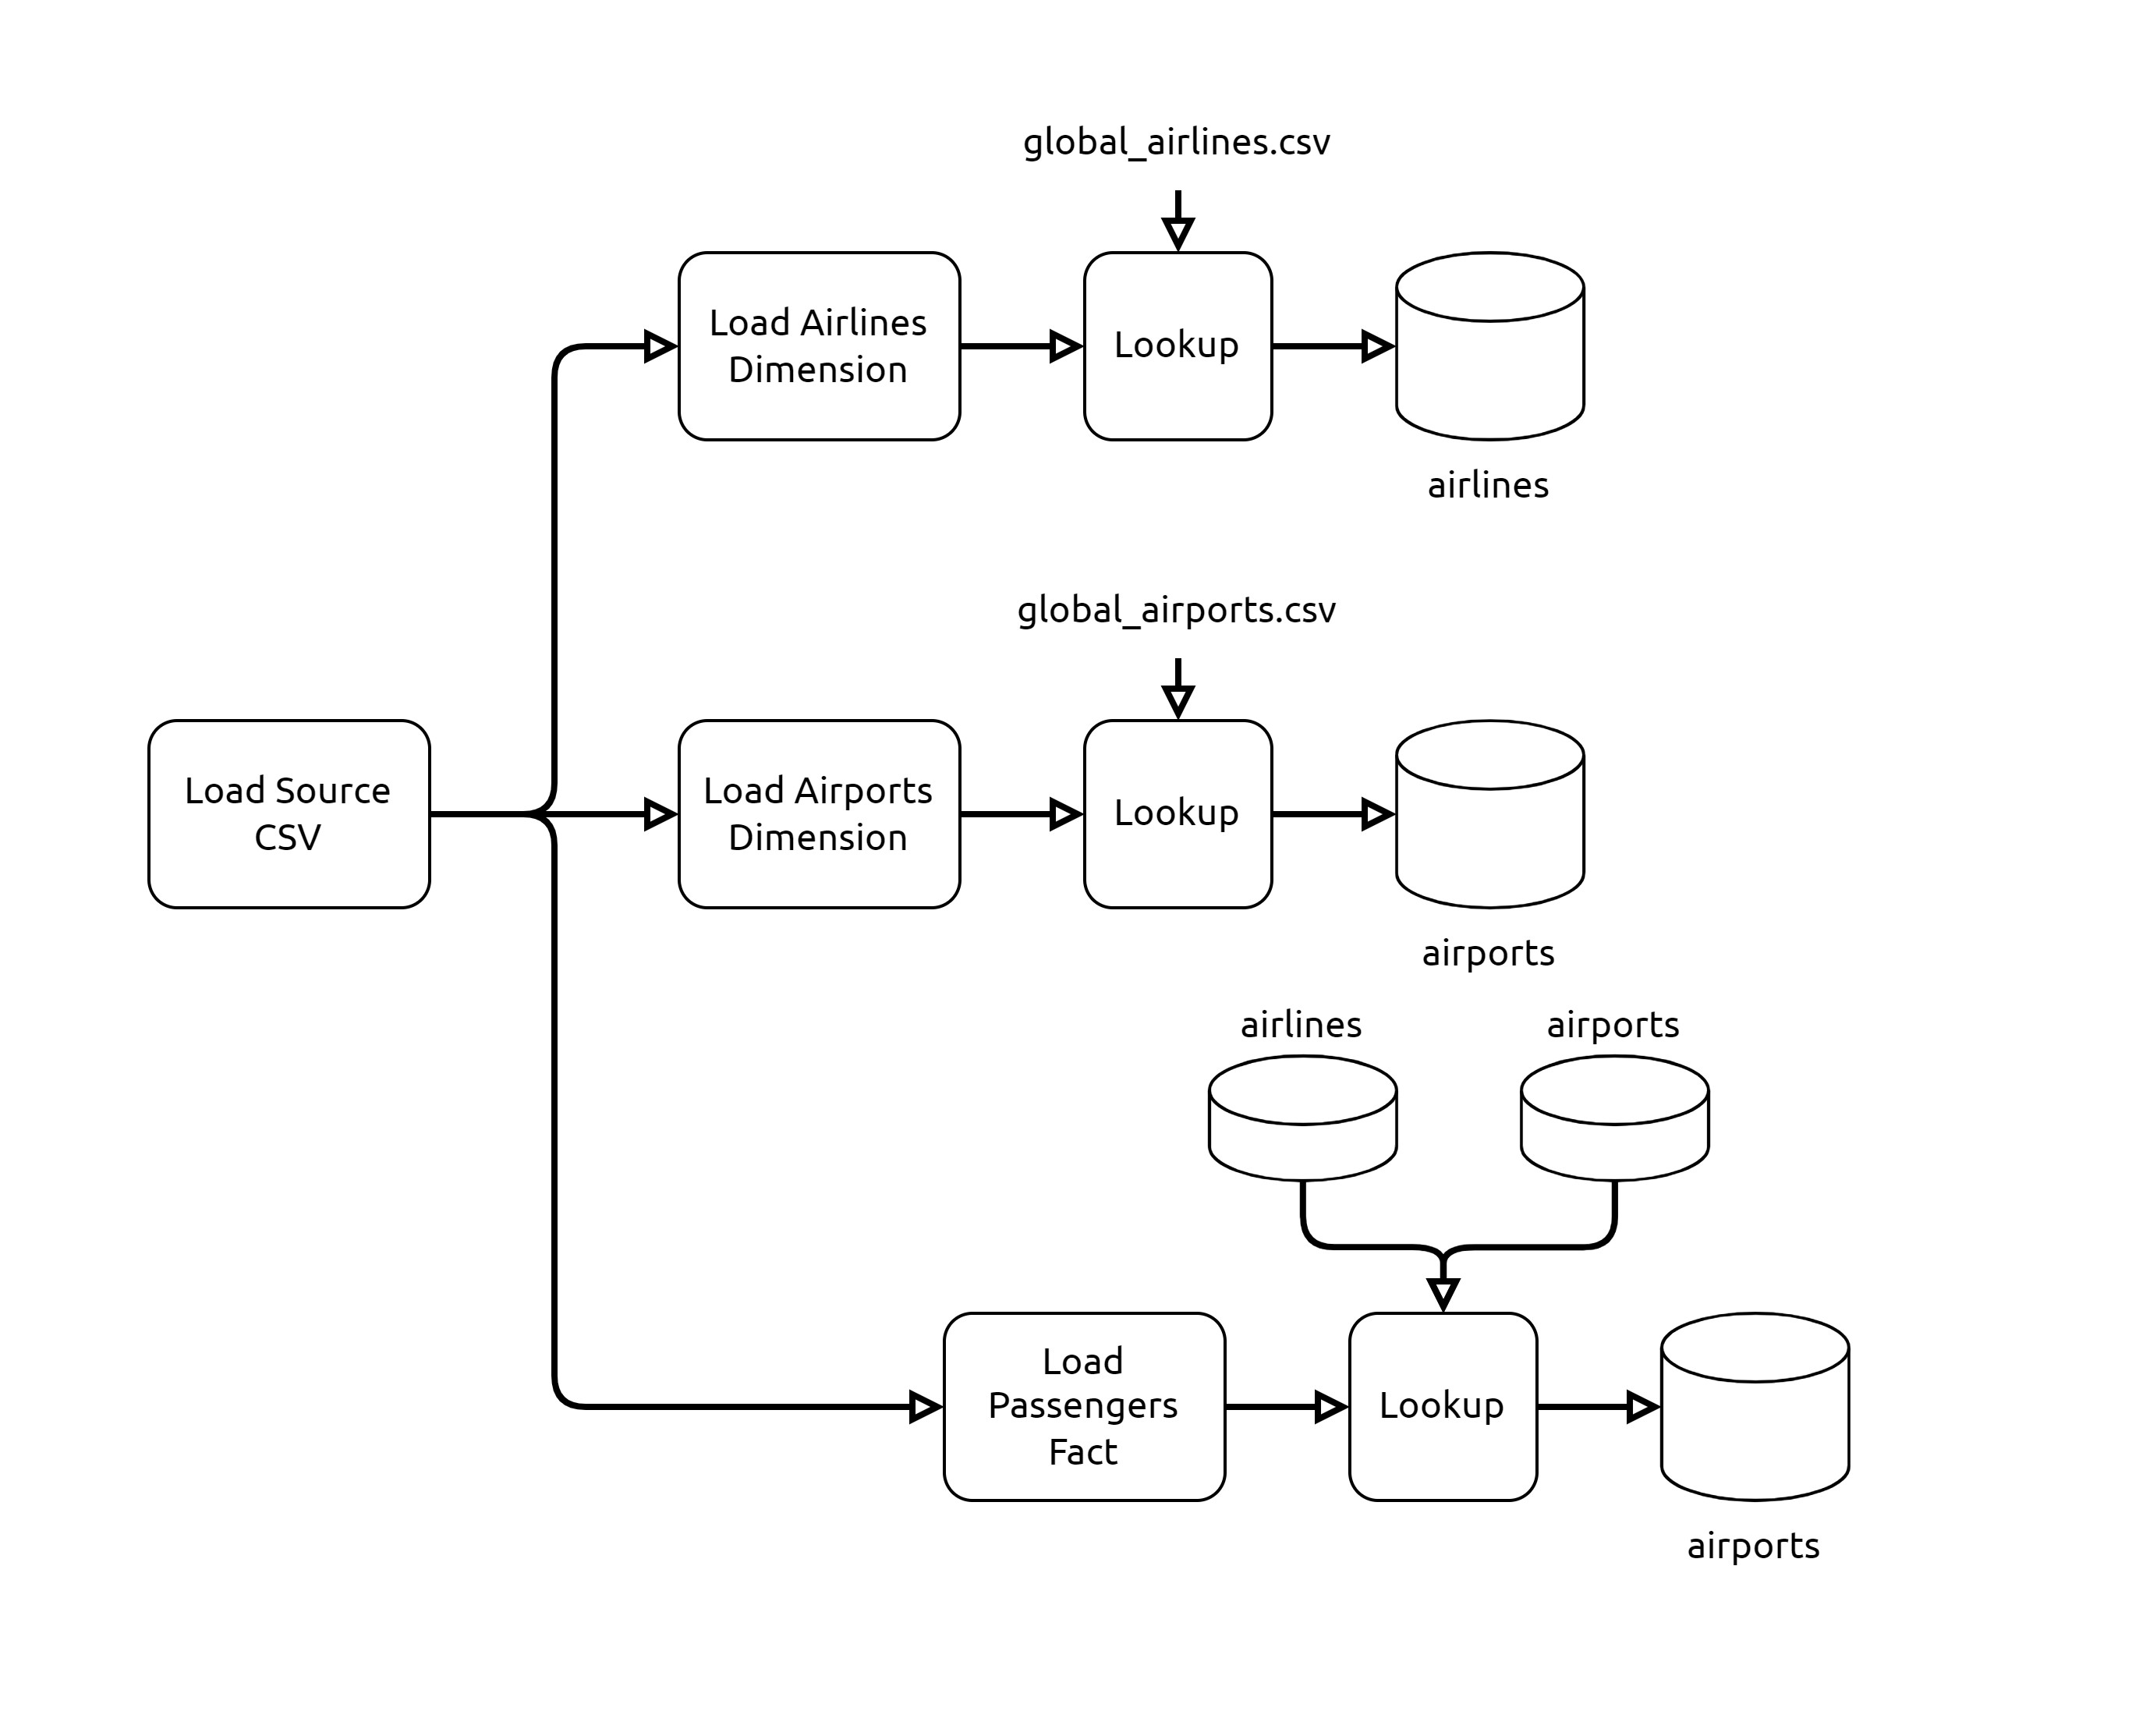 global_airlines.csv
Load Airlines
Dimension
Lookup
airlines
global_airports.csv
Load Source
CSV
Load Airports
Dimension
Lookup
airports
airlines
airports
Load
Passengers
Fact
Lookup
airports